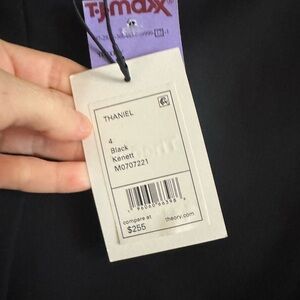 T.J.maxx®
THANIEL
4
Black
Kenett
M0707221
compare at
$255
theory.com